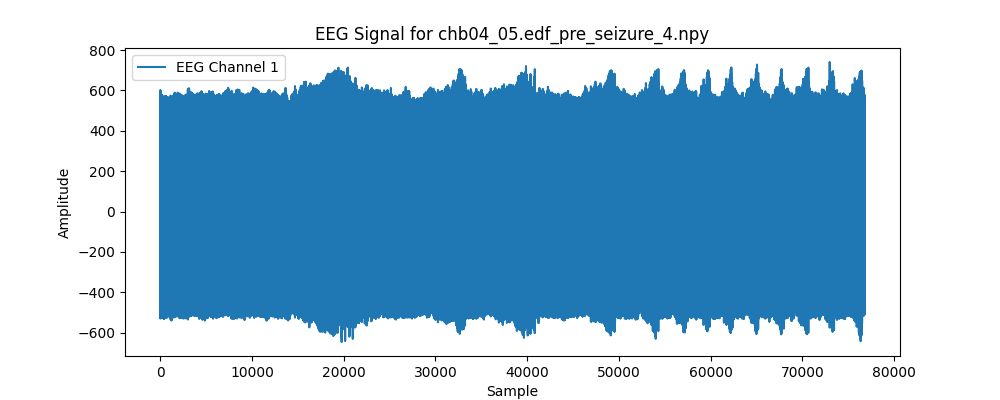 EEG Signal for chb04_05.edf_pre_seizure_4.npy
EEG Channel 1
Amplitude
800
600
400
200
0
−200
−400
−600
0 10000 20000 30000 40000 50000 60000 70000 80000
Sample